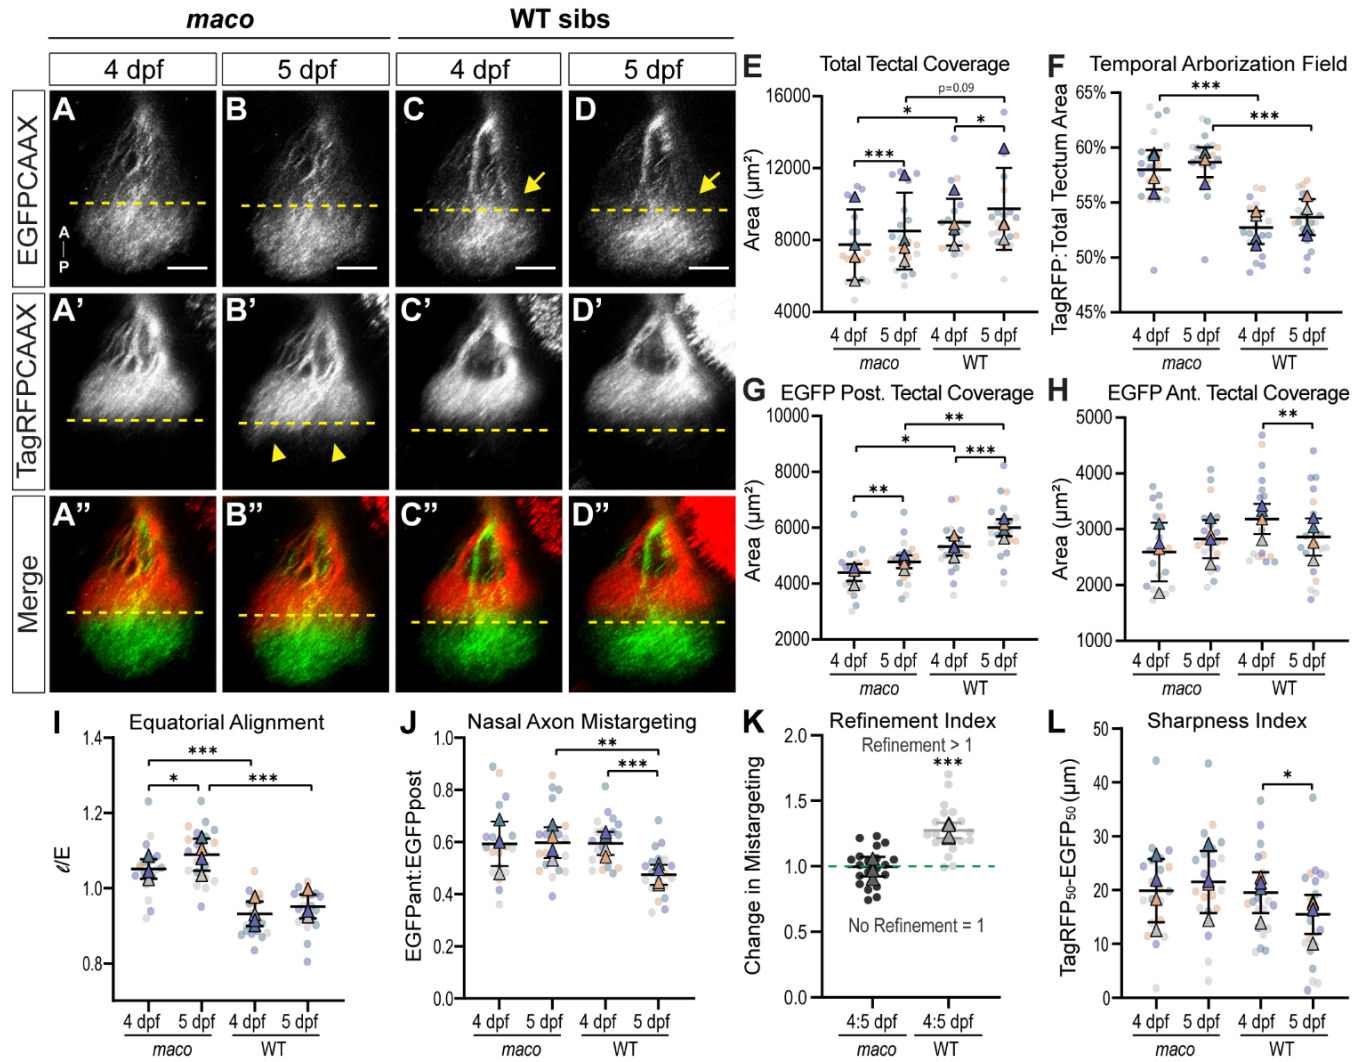 maco
WT sibs
4 dpf
5 dpf
4 dpf
5 dpf
EGFPCAAX
A
B
C
D
A
P
TagRFPCAAX
A'
B'
C'
D'
Merge
A"
B"
C"
D"
E
Total Tectal Coverage
Area (µm²)
16000
12000
8000
4000
***
*
p=0.09
*
4 dpf
5 dpf
4 dpf
5 dpf
maco
WT
F
Temporal Arborization Field
TagRFP:Total Tectum Area
65%
60%
55%
50%
45%
***
***
4 dpf
5 dpf
4 dpf
5 dpf
maco
WT
G
EGFP Post. Tectal Coverage
Area (µm²)
10000
8000
6000
4000
2000
**
*
**
***
4 dpf
5 dpf
4 dpf
5 dpf
maco
WT
H
EGFP Ant. Tectal Coverage
Area (µm²)
5000
4000
3000
2000
1000
**
4 dpf
5 dpf
4 dpf
5 dpf
maco
WT
I
Equatorial Alignment
ℯ/E
1.4
1.2
1.0
0.8
***
*
***
4 dpf
5 dpf
4 dpf
5 dpf
maco
WT
J
Nasal Axon Mistargeting
EGFPant:EGFPpost
1.0
0.8
0.6
0.4
0.2
0.0
**
***
4 dpf
5 dpf
4 dpf
5 dpf
maco
WT
K
Refinement Index
Change in Mistargeting
2.0
1.5
1.0
0.5
0.0
Refinement > 1
***
No Refinement = 1
4:5 dpf
4:5 dpf
maco
WT
L
Sharpness Index
TagRFP₅₀-EGFP₅₀ (µm)
50
40
30
20
10
0
*
4 dpf
5 dpf
4 dpf
5 dpf
maco
WT